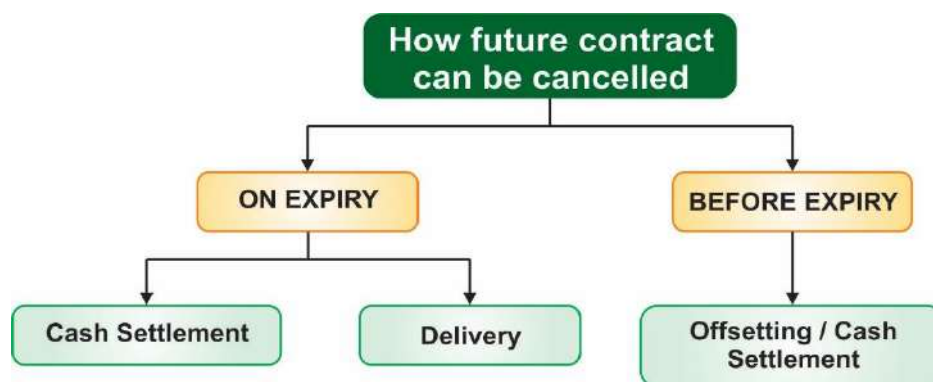 How future contract
can be cancelled
ON EXPIRY
BEFORE EXPIRY
Cash Settlement
Delivery
Offsetting / Cash
Settlement